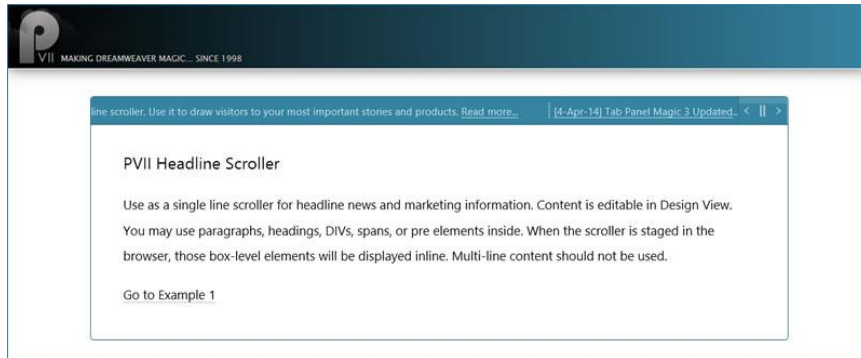 PVII MAKING DREAMWEAVER MAGIC... SINCE 1998
line scroller. Use it to draw visitors to your most important stories and products. Read more... [4-Apr-14] Tab Panel Magic 3 Updated.. < || >
PVII Headline Scroller
Use as a single line scroller for headline news and marketing information. Content is editable in Design View.
You may use paragraphs, headings, DIVs, spans, or pre elements inside. When the scroller is staged in the
browser, those box-level elements will be displayed inline. Multi-line content should not be used.
Go to Example 1